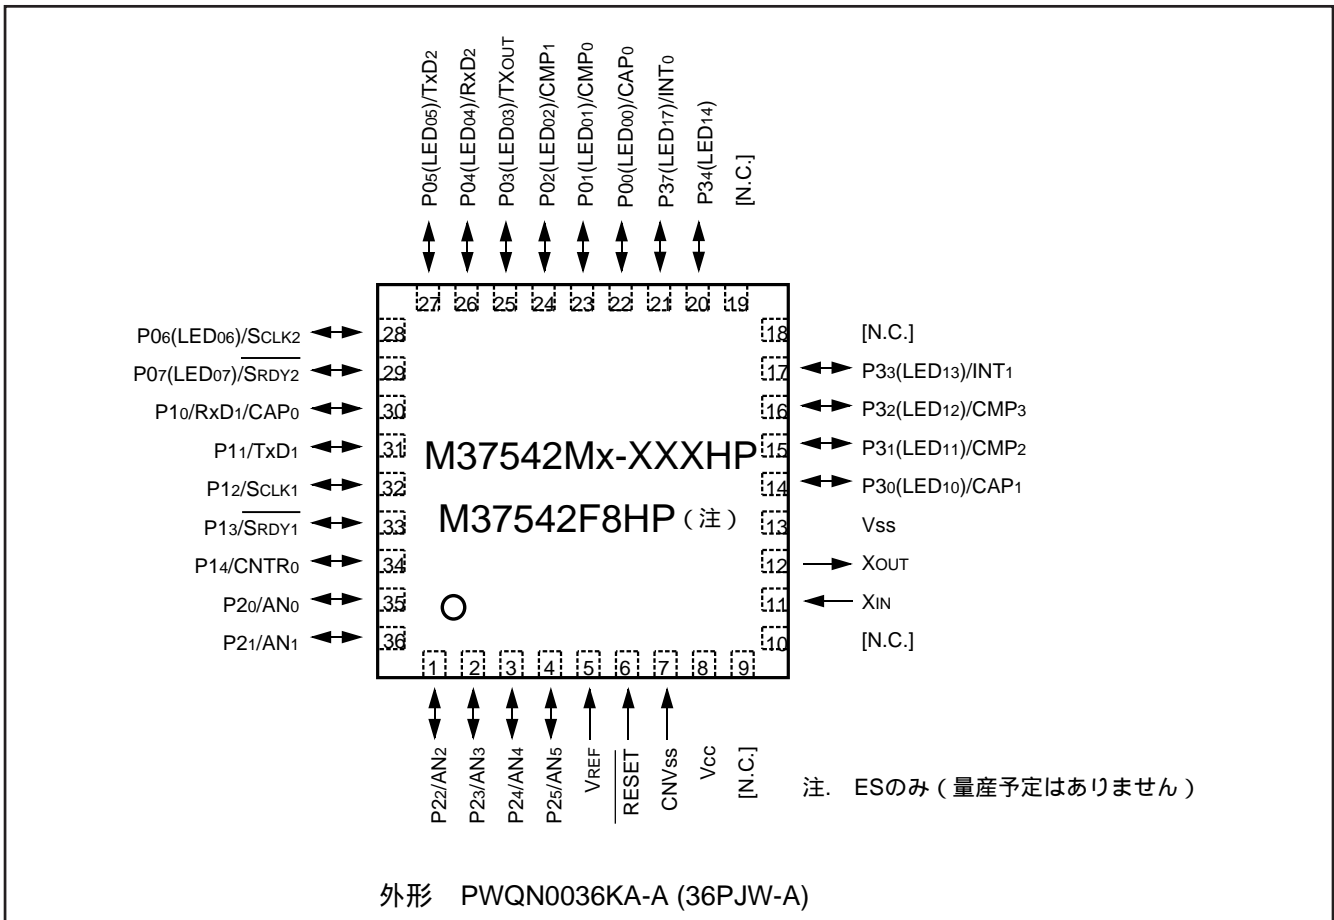 P05(LED05)/TxD2
P04(LED04)/RxD2
P03(LED03)/TXOUT
P02(LED02)/CMP1
P01(LED01)/CMP0
P00(LED00)/CAP0
P37(LED17)/INT0
P34(LED14)
[N.C.]
27 26 25 24 23 22 21 20 19
P06(LED06)/SCLK2 28
P07(LED07)/SRDY2 29
P10/RxD1/CAP0 30
P11/TxD1 31
P12/SCLK1 32
P13/SRDY1 33
P14/CNTR0 34
P20/AN0 35
P21/AN1 36
M37542Mx-XXXHP
M37542F8HP(注)
18 [N.C.]
17 P33(LED13)/INT1
16 P32(LED12)/CMP3
15 P31(LED11)/CMP2
14 P30(LED10)/CAP1
13 Vss
12 XOUT
11 XIN
10 [N.C.]
1 2 3 4 5 6 7 8 9
P22/AN2
P23/AN3
P24/AN4
P25/AN5
VREF
RESET
CNVss
Vcc
[N.C.]
注. ESのみ(量産予定はありません)
外形 PWQN0036KA-A (36PJW-A)